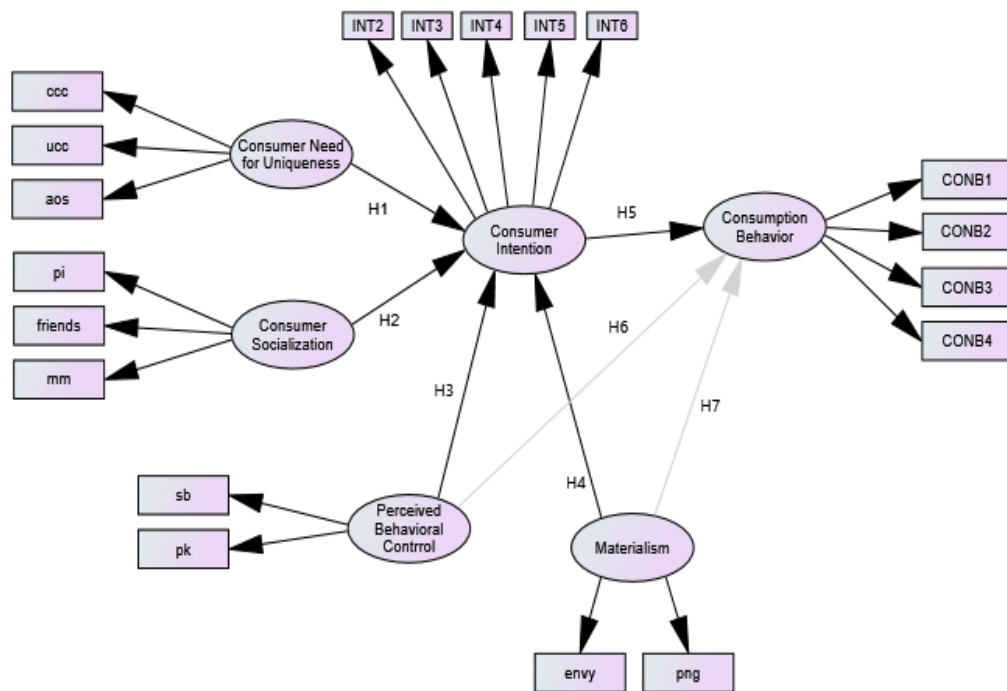 INT2 INT3 INT4 INT5 INT6
ccc
ucc
aos
Consumer Need
for Uniqueness
H1
Consumer
Intention
H5
Consumption
Behavior
CONB1
CONB2
CONB3
CONB4
pi
friends
mm
Consumer
Socialization
H2
H6
H3
H7
H4
sb
pk
Perceived
Behavioral
Contrrol
Materialism
envy png